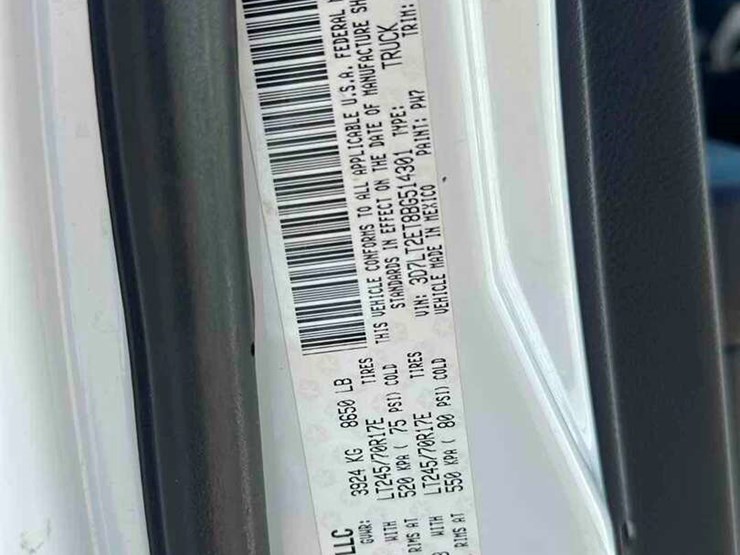 LLC
GVWR: 3924 KG 8650 LB
WITH LT245/70R17E TIRES
RIMS AT 520 KPA ( 75 PSI) COLD
WITH LT245/70R17E TIRES
RIMS AT 550 KPA ( 80 PSI) COLD
THIS VEHICLE CONFORMS TO ALL APPLICABLE U.S.A. FEDERAL
STANDARDS IN EFFECT ON THE DATE OF MANUFACTURE SH
VIN: 3D7LT2ET8BG514301 TYPE: TRUCK
VEHICLE MADE IN MEXICO PAINT: PW7 TRIM: